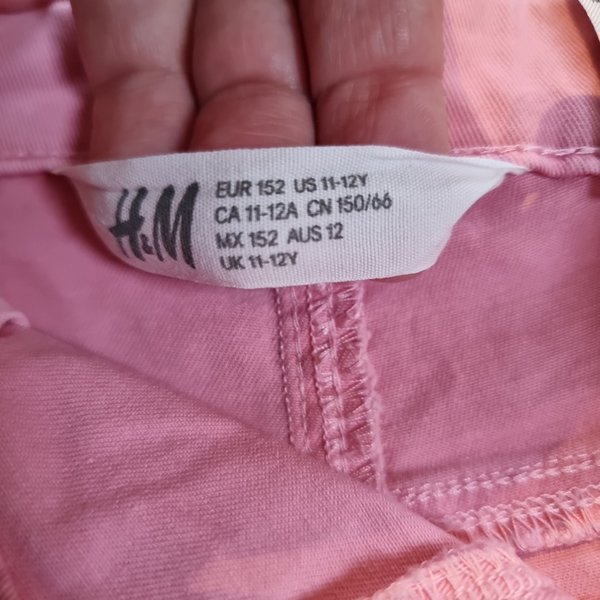 H&M
EUR 152 US 11-12Y
CA 11-12A CN 150/66
MX 152 AUS 12
UK 11-12Y